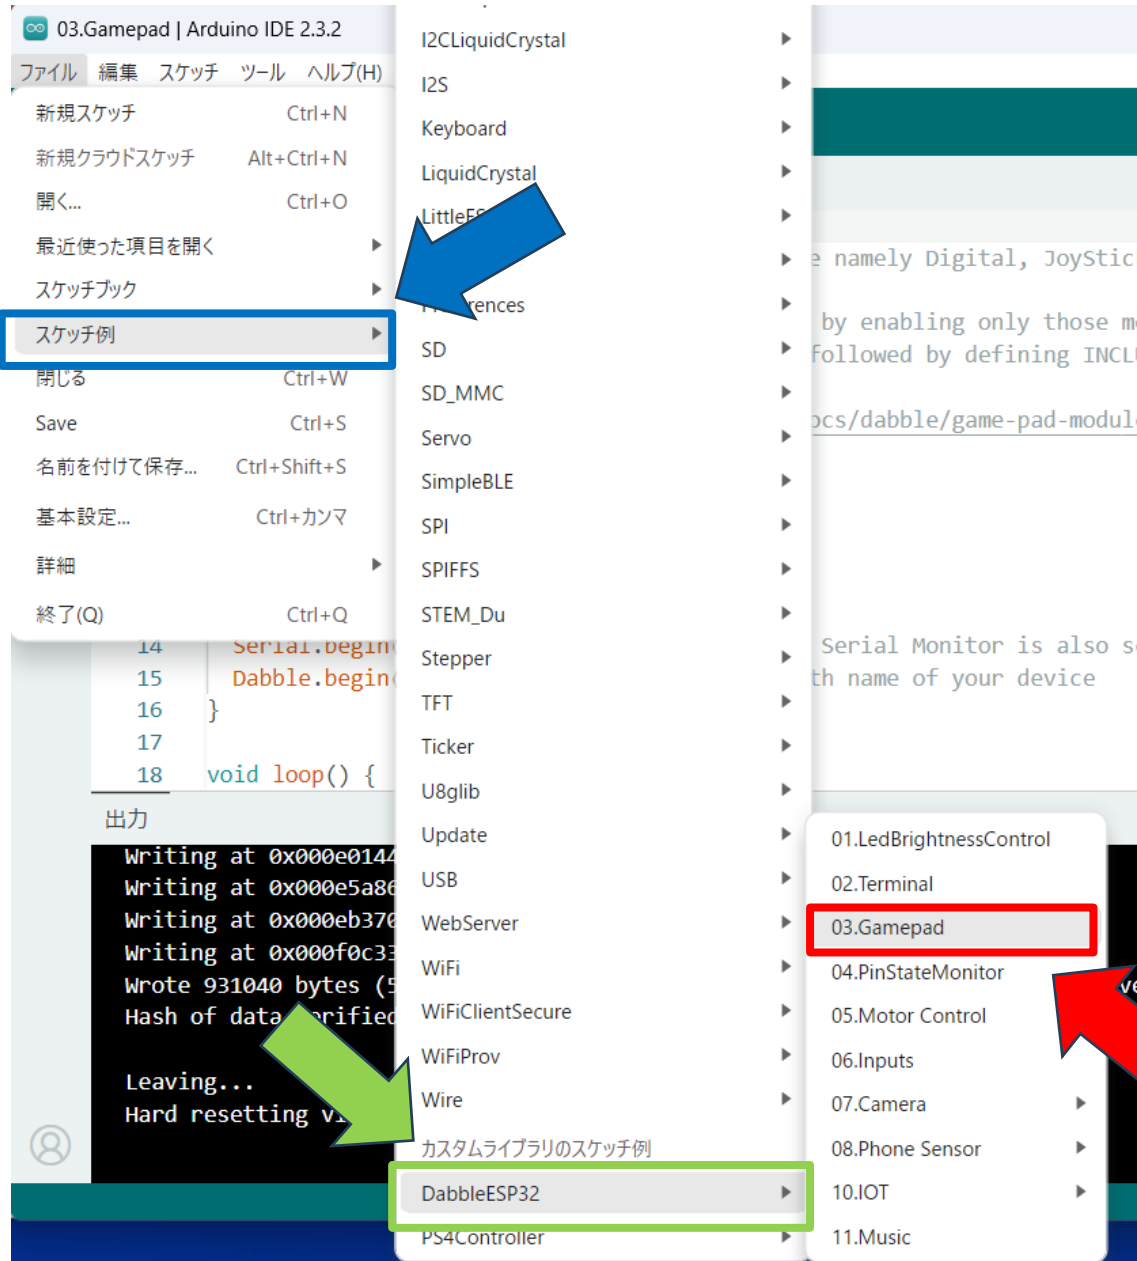 03.Gamepad | Arduino IDE 2.3.2
ファイル 編集 スケッチ ツール ヘルプ(H)
新規スケッチ Ctrl+N
新規クラウドスケッチ Alt+Ctrl+N
開く... Ctrl+O
最近使った項目を開く
スケッチブック
スケッチ例
閉じる Ctrl+W
Save Ctrl+S
名前を付けて保存... Ctrl+Shift+S
基本設定... Ctrl+カンマ
詳細
終了(Q) Ctrl+Q
I2CLiquidCrystal
I2S
Keyboard
LiquidCrystal
SD
SD_MMC
Servo
SimpleBLE
SPI
SPIFFS
STEM_Du
Stepper
TFT
Ticker
U8glib
Update
USB
WebServer
WiFi
WiFiClientSecure
WiFiProv
Wire
カスタムライブラリのスケッチ例
DabbleESP32
PS4Controller
01.LedBrightnessControl
02.Terminal
03.Gamepad
04.PinStateMonitor
05.Motor Control
06.Inputs
07.Camera
08.Phone Sensor
10.IOT
11.Music
namely Digital, JoyStic
by enabling only those m
followed by defining INCL
ocs/dabble/game-pad-modul
Serial Monitor is also s
th name of your device
14 Serial.begin(
15 Dabble.begin(
16 }
17
18 void loop() {
出力
Writing at 0x000e0144
Writing at 0x000e5a86
Writing at 0x000eb370
Writing at 0x000f0c33
Wrote 931040 bytes (5
Hash of data
Leaving...
Hard resetting